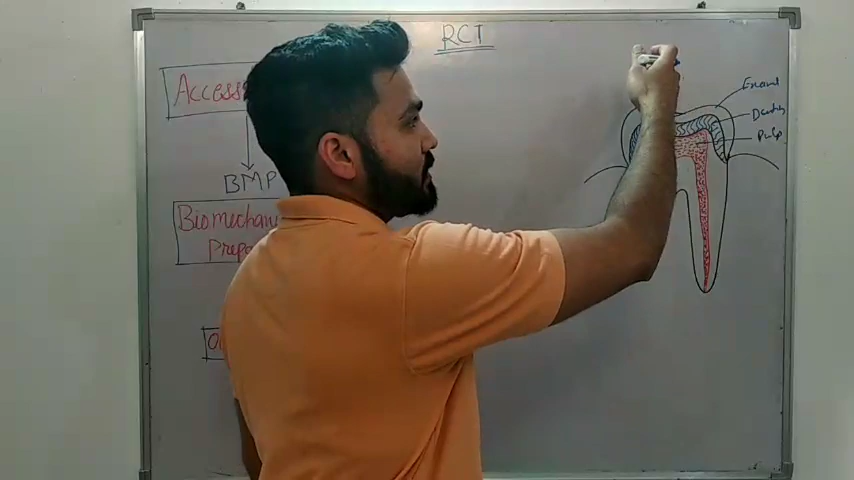 RCT
Access
BMP
Biomechan
Prepa
Enamel
Dentin
Pulp